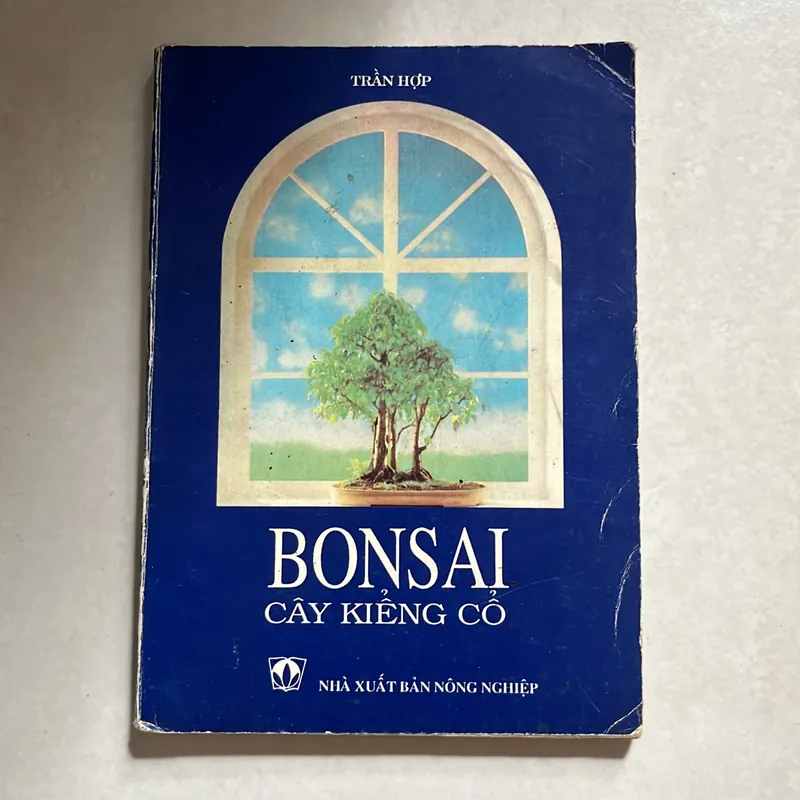 TRẦN HỢP
BONSAI
CÂY KIỂNG CỔ
NHÀ XUẤT BẢN NÔNG NGHIỆP